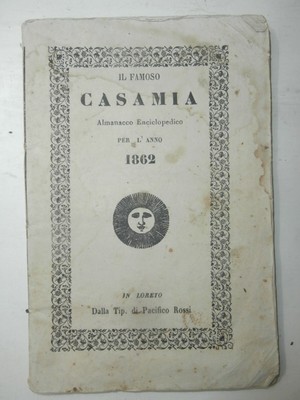 IL FAMOSO
CASAMIA
Almanacco Enciclopedico
PER L'ANNO
1862
IN LORETO
Dalla Tip. di Pacifico Rossi